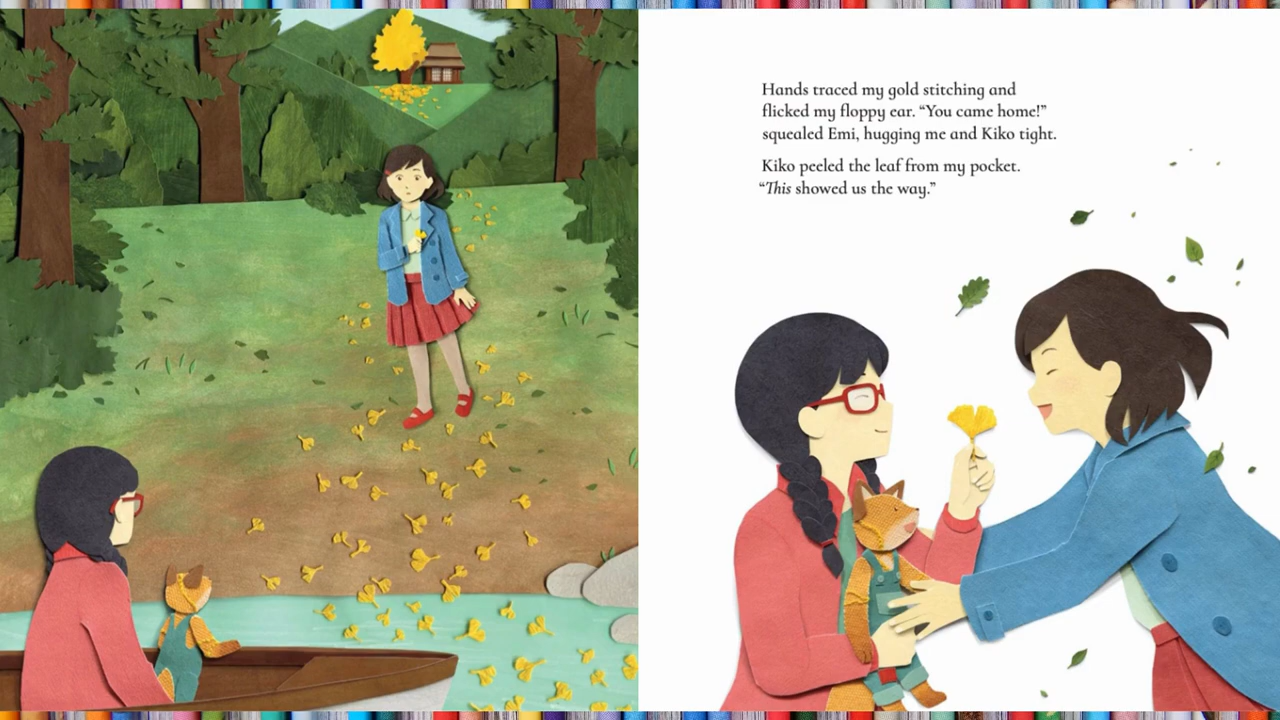 Hands traced my gold stitching and
flicked my floppy ear. “You came home!”
squealed Emi, hugging me and Kiko tight.
Kiko peeled the leaf from my pocket.
“This showed us the way.”